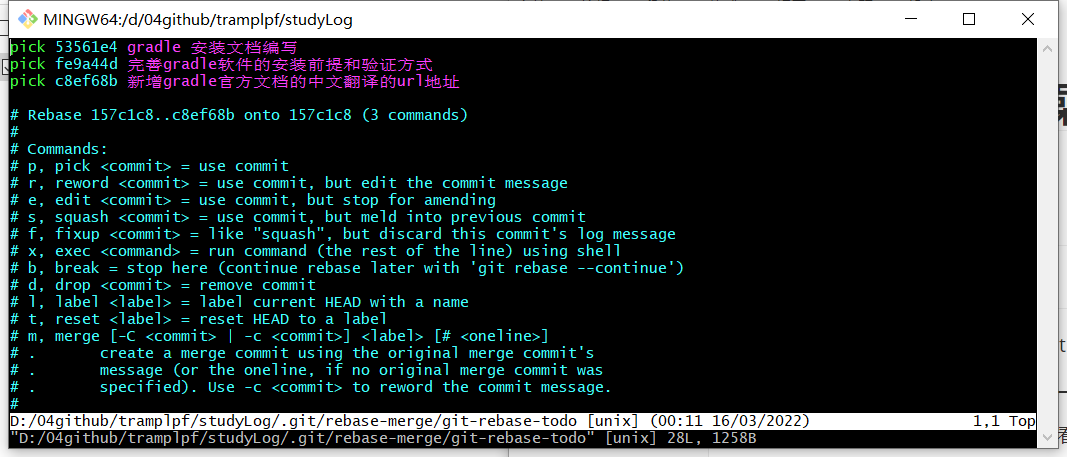 MINGW64:/d/04github/tramplpf/studyLog
pick 53561e4 gradle 安装文档编写
pick fe9a44d 完善gradle软件的安装前提和验证方式
pick c8ef68b 新增gradle官方文档的中文翻译的url地址
# Rebase 157c1c8..c8ef68b onto 157c1c8 (3 commands)
#
# Commands:
# p, pick <commit> = use commit
# r, reword <commit> = use commit, but edit the commit message
# e, edit <commit> = use commit, but stop for amending
# s, squash <commit> = use commit, but meld into previous commit
# f, fixup <commit> = like "squash", but discard this commit's log message
# x, exec <command> = run command (the rest of the line) using shell
# b, break = stop here (continue rebase later with 'git rebase --continue')
# d, drop <commit> = remove commit
# l, label <label> = label current HEAD with a name
# t, reset <label> = reset HEAD to a label
# m, merge [-C <commit> | -c <commit>] <label> [# <oneline>]
# .       create a merge commit using the original merge commit's
# .       message (or the oneline, if no original merge commit was
# .       specified). Use -c <commit> to reword the commit message.
#
D:/04github/tramplpf/studyLog/.git/rebase-merge/git-rebase-todo [unix] (00:11 16/03/2022) 1,1 Top
"D:/04github/tramplpf/studyLog/.git/rebase-merge/git-rebase-todo" [unix] 28L, 1258B